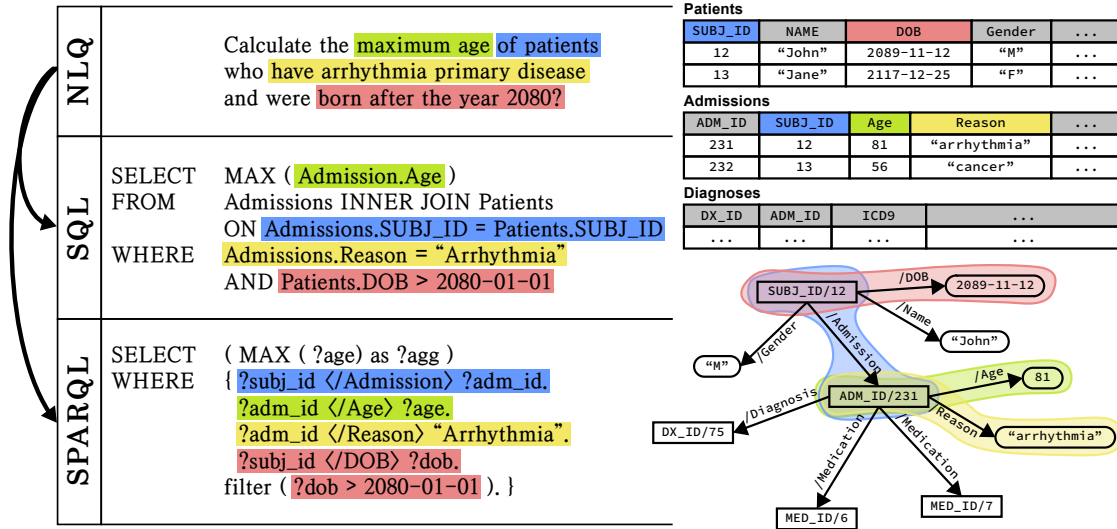 NLQ
Calculate the maximum age of patients
who have arrhythmia primary disease
and were born after the year 2080?
SQL
SELECT MAX ( Admission.Age )
FROM Admissions INNER JOIN Patients
ON Admissions.SUBJ_ID = Patients.SUBJ_ID
WHERE Admissions.Reason = “Arrhythmia”
AND Patients.DOB > 2080-01-01
SPARQL
SELECT ( MAX ( ?age) as ?agg )
WHERE { ?subj_id 〈/Admission〉 ?adm_id.
?adm_id 〈/Age〉 ?age.
?adm_id 〈/Reason〉 “Arrhythmia”.
?subj_id 〈/DOB〉 ?dob.
filter ( ?dob > 2080-01-01 ). }
Patients
SUBJ_ID NAME DOB Gender ...
12 “John” 2089-11-12 “M” ...
13 “Jane” 2117-12-25 “F” ...
Admissions
ADM_ID SUBJ_ID Age Reason ...
231 12 81 “arrhythmia” ...
232 13 56 “cancer” ...
Diagnoses
DX_ID ADM_ID ICD9 ...
... ... ... ...
SUBJ_ID/12
/DOB
2089-11-12
/Gender
/Admission
/Name
“M”
“John”
/Age
81
ADM_ID/231
/Diagnosis
/Reason
DX_ID/75
“arrhythmia”
/Medication
/Medication
MED_ID/6
MED_ID/7